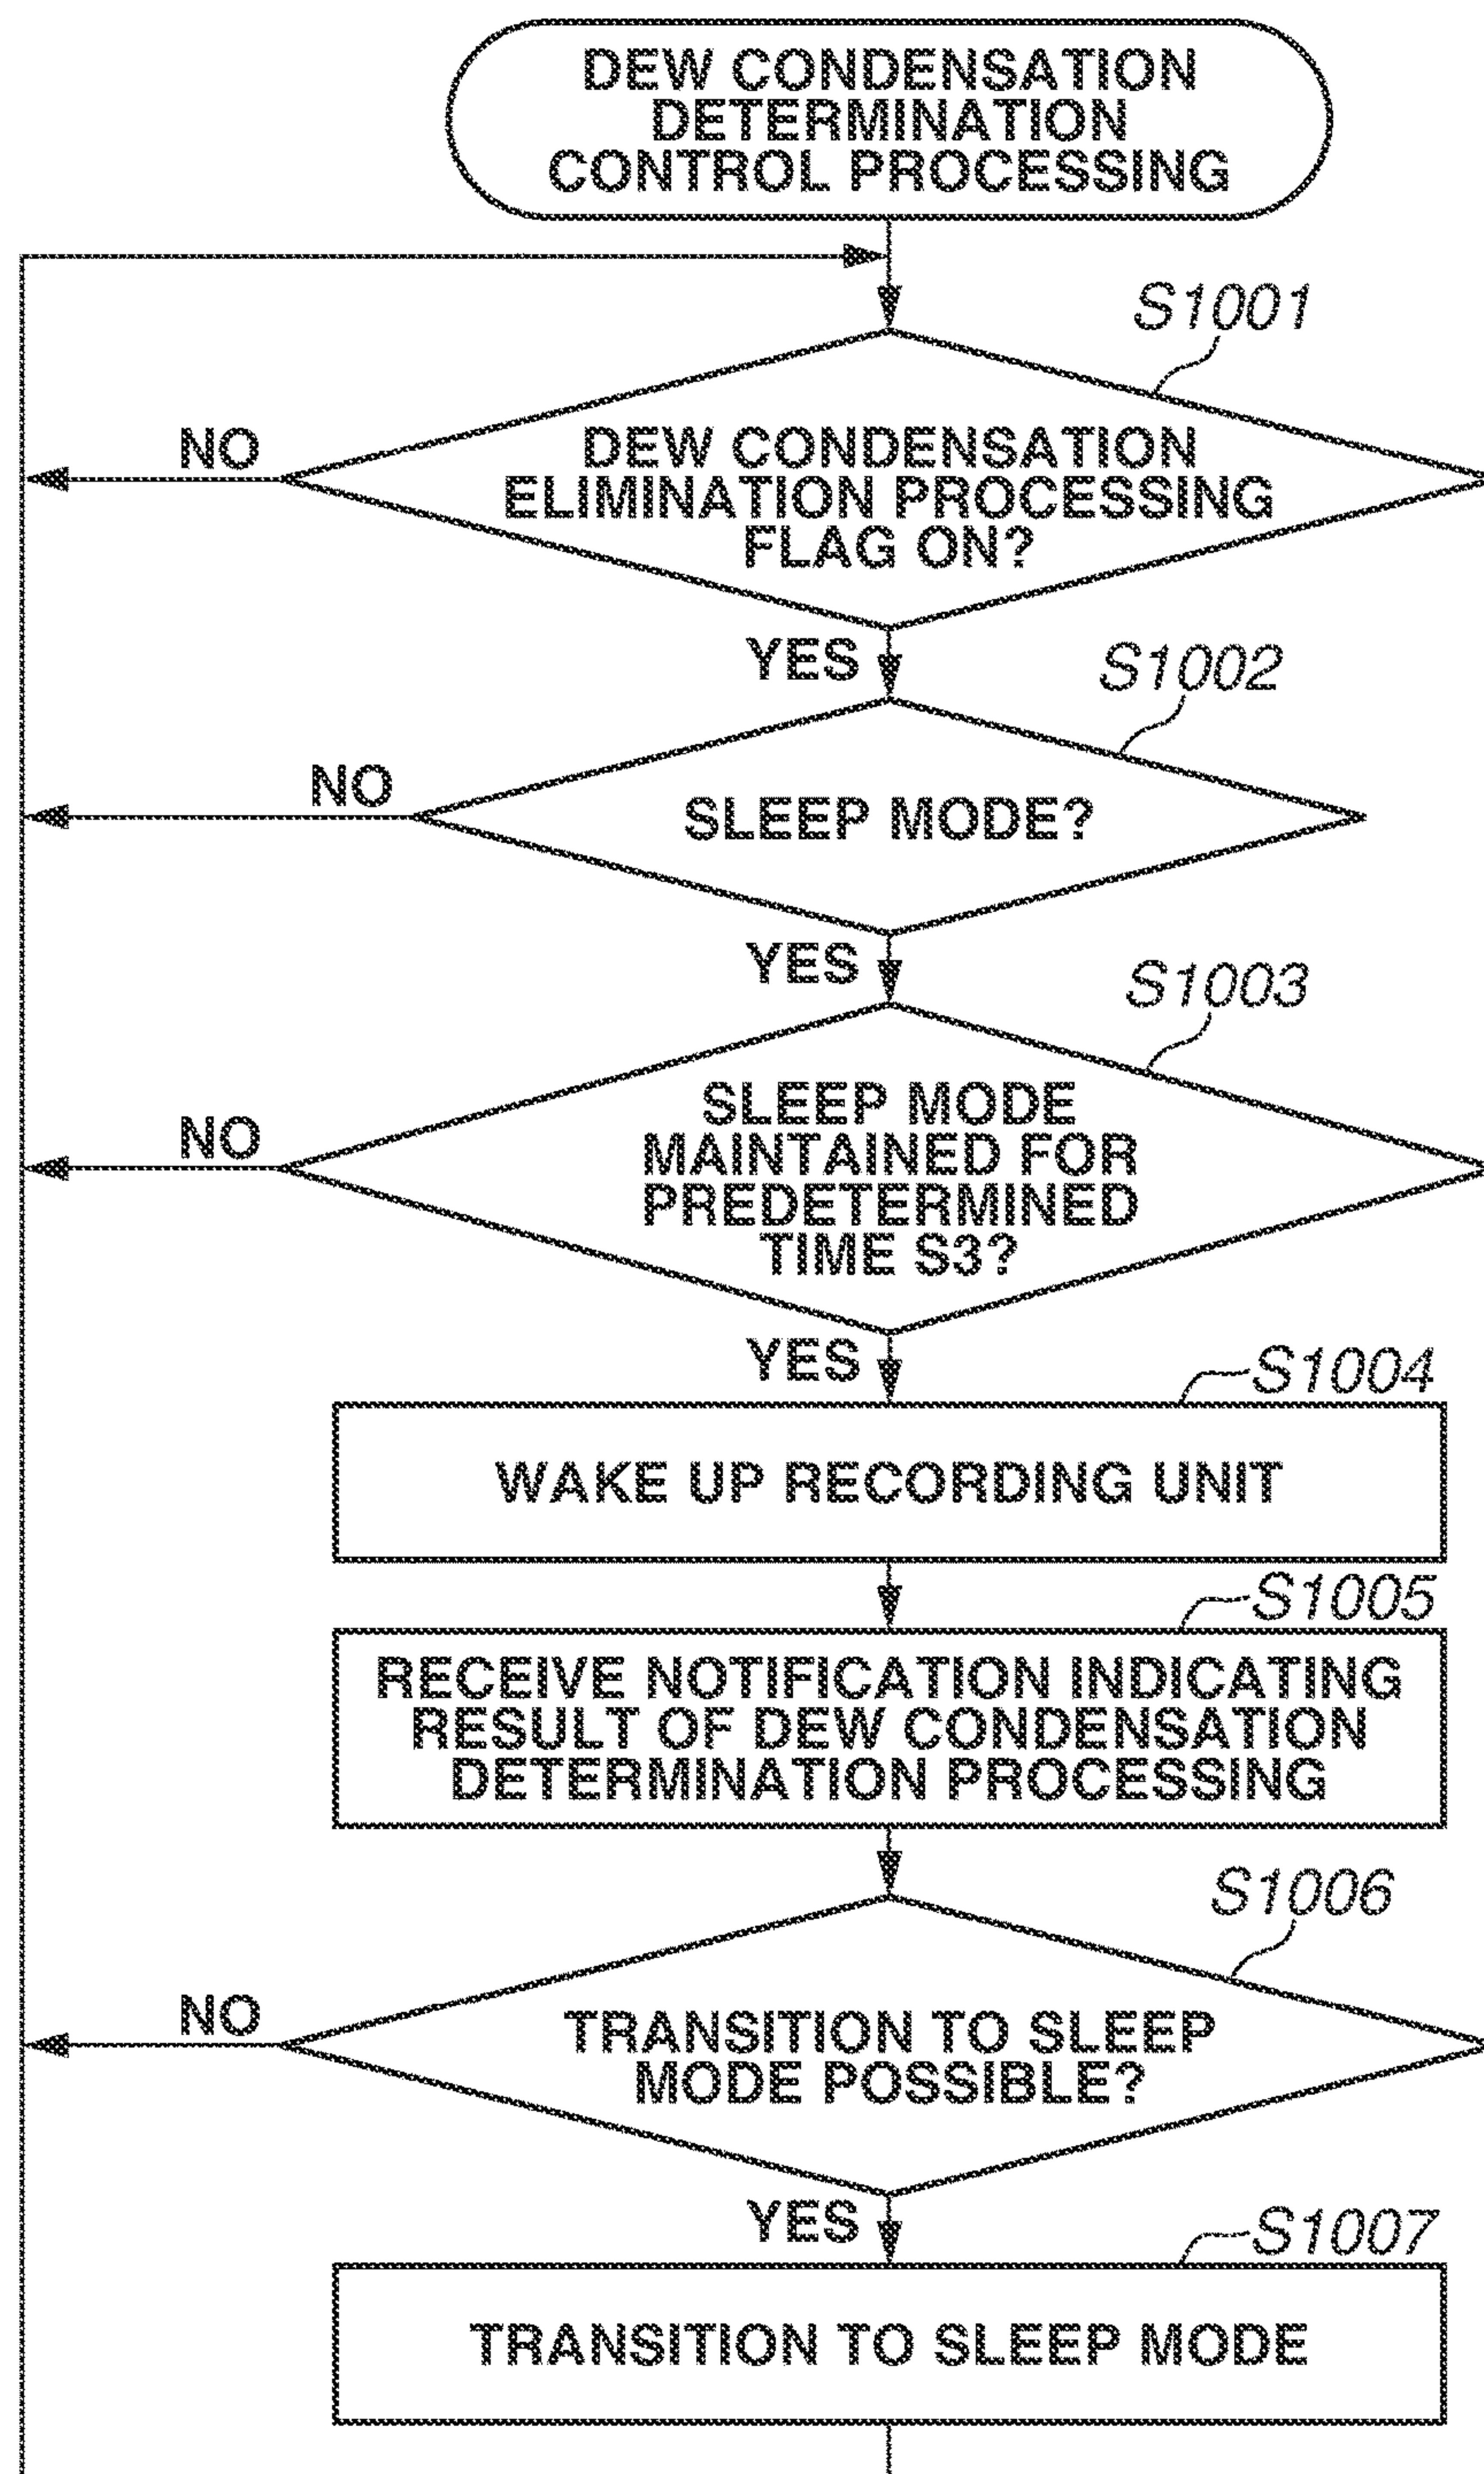 DEW CONDENSATION
DETERMINATION
CONTROL PROCESSING
S1001
NO
DEW CONDENSATION
ELIMINATION PROCESSING
FLAG ON?
YES
S1002
NO
SLEEP MODE?
YES
S1003
NO
SLEEP MODE
MAINTAINED FOR
PREDETERMINED
TIME S3?
YES
S1004
WAKE UP RECORDING UNIT
S1005
RECEIVE NOTIFICATION INDICATING
RESULT OF DEW CONDENSATION
DETERMINATION PROCESSING
S1006
NO
TRANSITION TO SLEEP
MODE POSSIBLE?
YES
S1007
TRANSITION TO SLEEP MODE